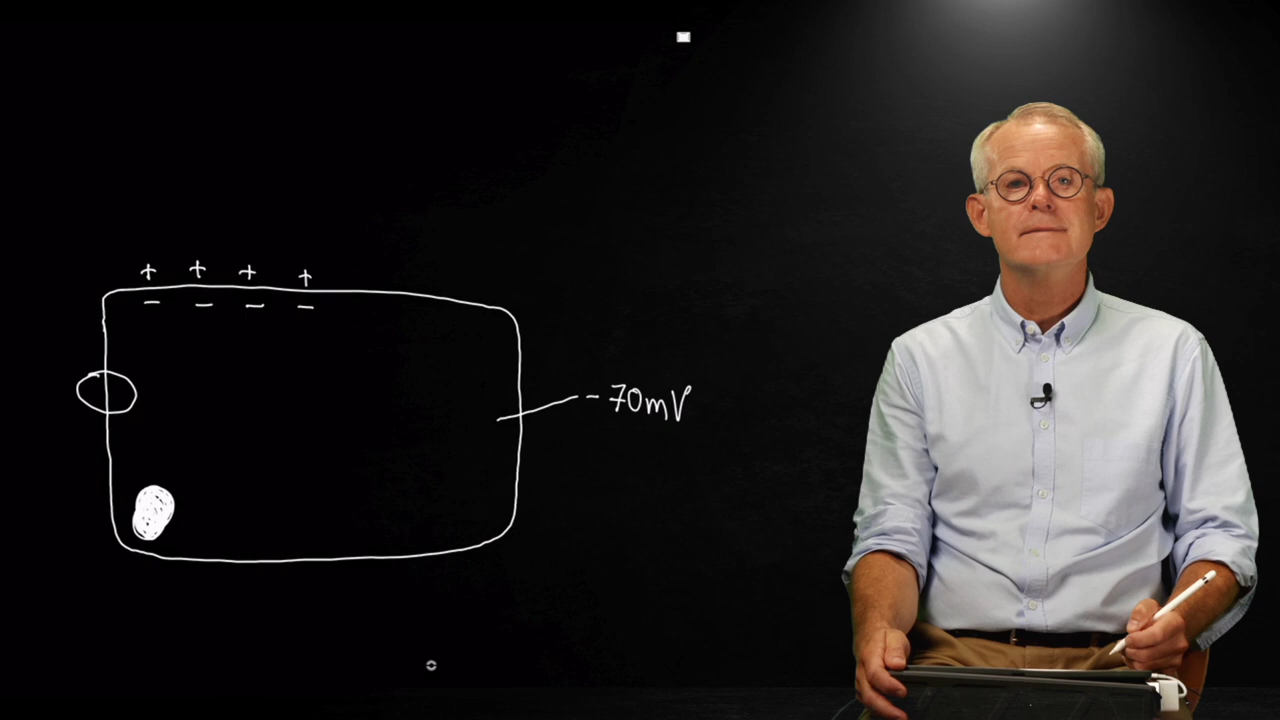 + + + +
− − − −
-70mV